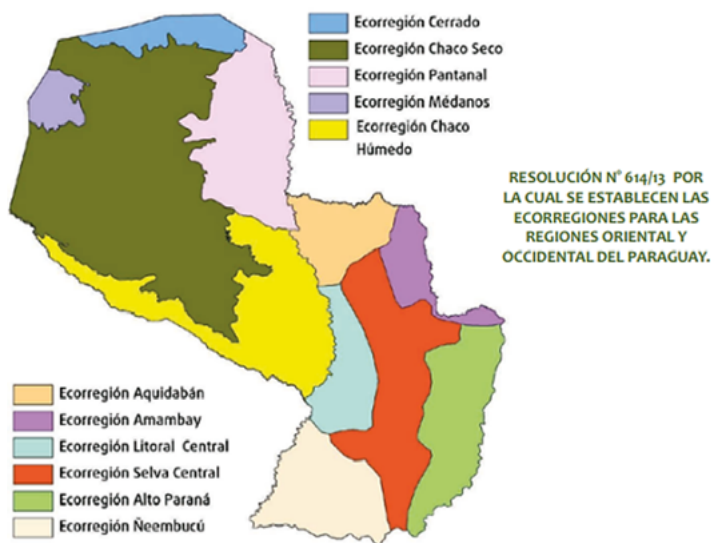 Ecorregión Cerrado
Ecorregión Chaco Seco
Ecorregión Pantanal
Ecorregión Médanos
Ecorregión Chaco
Húmedo
RESOLUCIÓN N° 614/13 POR
LA CUAL SE ESTABLECEN LAS
ECORREGIONES PARA LAS
REGIONES ORIENTAL Y
OCCIDENTAL DEL PARAGUAY.
Ecorregión Aquidabán
Ecorregión Amambay
Ecorregión Litoral Central
Ecorregión Selva Central
Ecorregión Alto Paraná
Ecorregión Ñeembucú